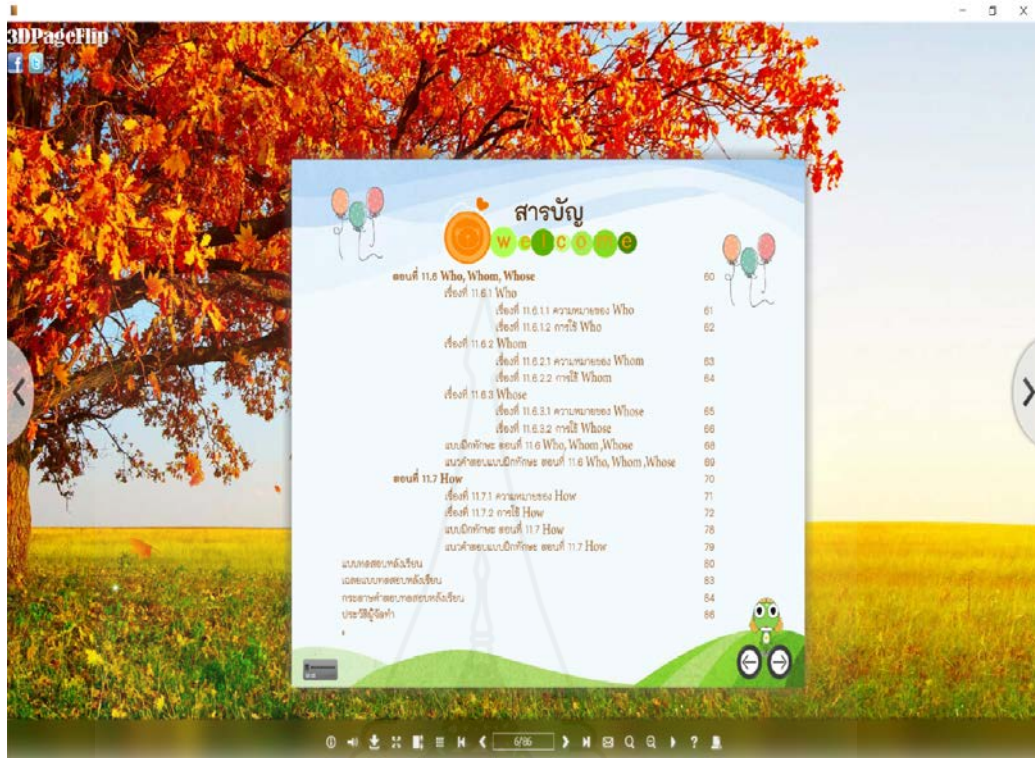 3DPageFlip
สารบัญ
welcome
ตอนที่ 11.6 Who, Whom, Whose 60
เรื่องที่ 11.6.1 Who
เรื่องที่ 11.6.1.1 ความหมายของ Who 61
เรื่องที่ 11.6.1.2 การใช้ Who 62
เรื่องที่ 11.6.2 Whom
เรื่องที่ 11.6.2.1 ความหมายของ Whom 63
เรื่องที่ 11.6.2.2 การใช้ Whom 64
เรื่องที่ 11.6.3 Whose
เรื่องที่ 11.6.3.1 ความหมายของ Whose 65
เรื่องที่ 11.6.3.2 การใช้ Whose 66
แบบฝึกทักษะ ตอนที่ 11.6 Who, Whom ,Whose 68
แนวคำตอบแบบฝึกทักษะ ตอนที่ 11.6 Who, Whom ,Whose 69
ตอนที่ 11.7 How 70
เรื่องที่ 11.7.1 ความหมายของ How 71
เรื่องที่ 11.7.2 การใช้ How 72
แบบฝึกทักษะ ตอนที่ 11.7 How 78
แนวคำตอบแบบฝึกทักษะ ตอนที่ 11.7 How 79
แบบทดสอบหลังเรียน 80
เฉลยแบบทดสอบหลังเรียน 83
กระดาษคำตอบทดสอบหลังเรียน 84
ประวัติผู้จัดทำ 86
6/86